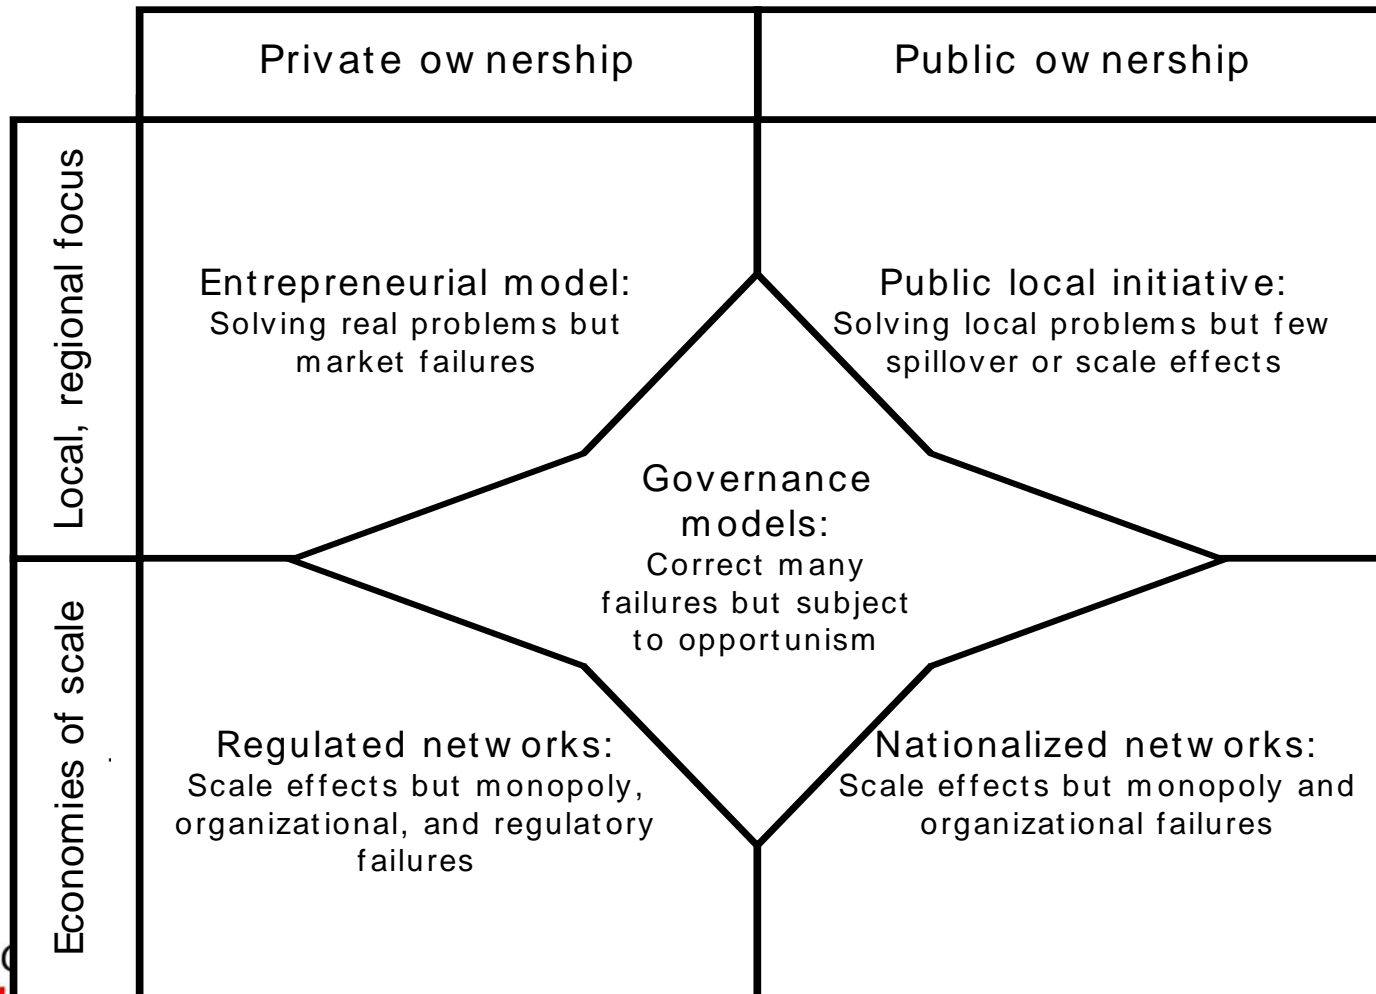 Private ownership
Public ownership
Local, regional focus
Entrepreneurial model:
Solving real problems but
market failures
Public local initiative:
Solving local problems but few
spillover or scale effects
Governance
models:
Correct many
failures but subject
to opportunism
Economies of scale
Regulated networks:
Scale effects but monopoly,
organizational, and regulatory
failures
Nationalized networks:
Scale effects but monopoly and
organizational failures